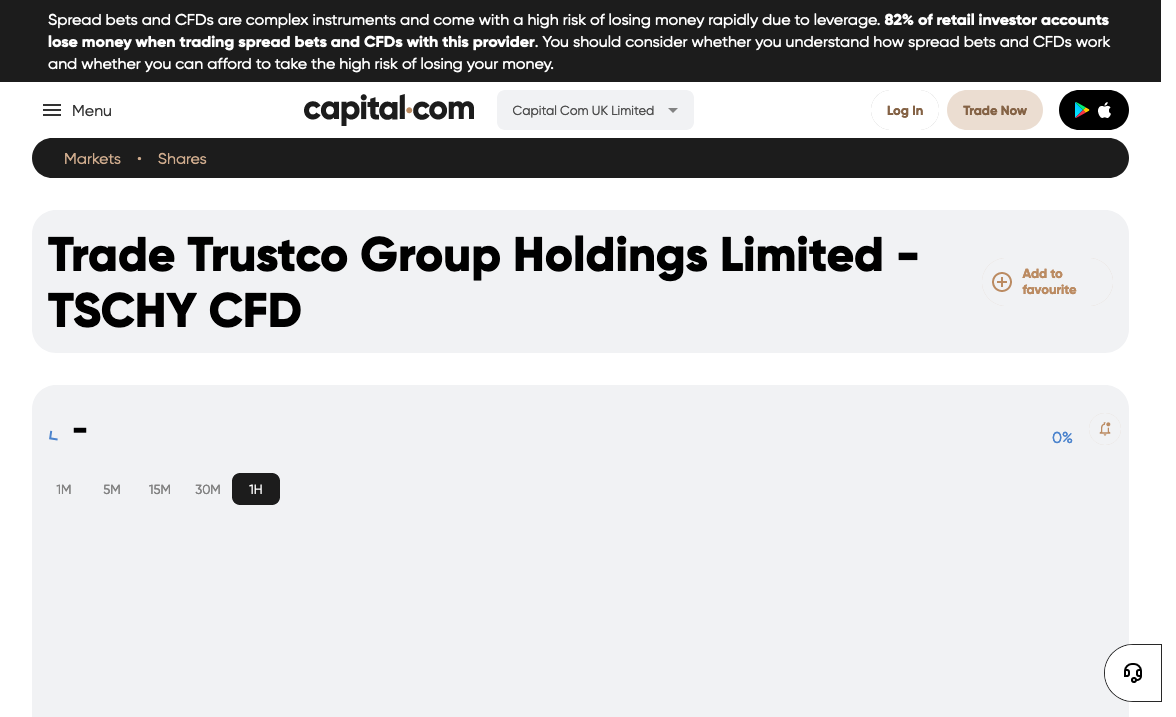 Spread bets and CFDs are complex instruments and come with a high risk of losing money rapidly due to leverage. 82% of retail investor accounts
lose money when trading spread bets and CFDs with this provider. You should consider whether you understand how spread bets and CFDs work
and whether you can afford to take the high risk of losing your money.
Menu
capital.com
Capital Com UK Limited
Log In
Trade Now
Markets • Shares
Trade Trustco Group Holdings Limited -
TSCHY CFD
Add to
favourite
-
0%
1M 5M 15M 30M 1H